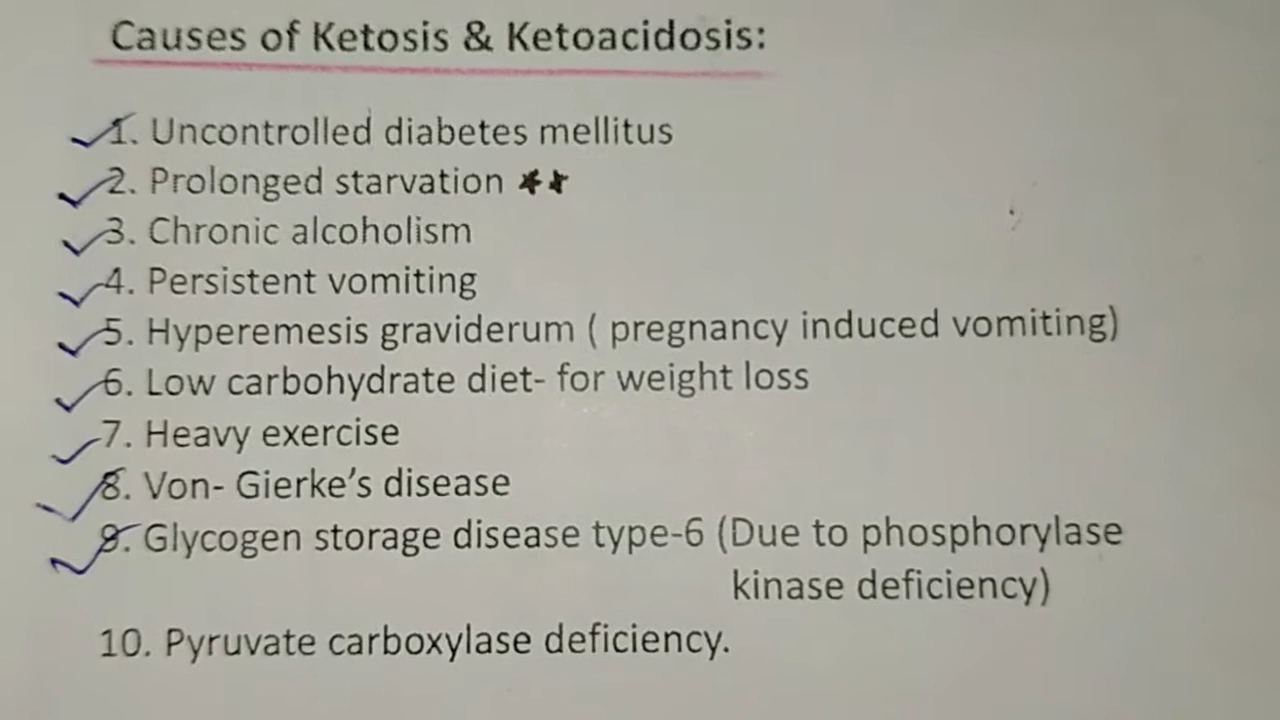 Causes of Ketosis & Ketoacidosis:
1. Uncontrolled diabetes mellitus
2. Prolonged starvation ★★
3. Chronic alcoholism
4. Persistent vomiting
5. Hyperemesis graviderum ( pregnancy induced vomiting)
6. Low carbohydrate diet- for weight loss
7. Heavy exercise
8. Von- Gierke's disease
9. Glycogen storage disease type-6 (Due to phosphorylase
kinase deficiency)
10. Pyruvate carboxylase deficiency.